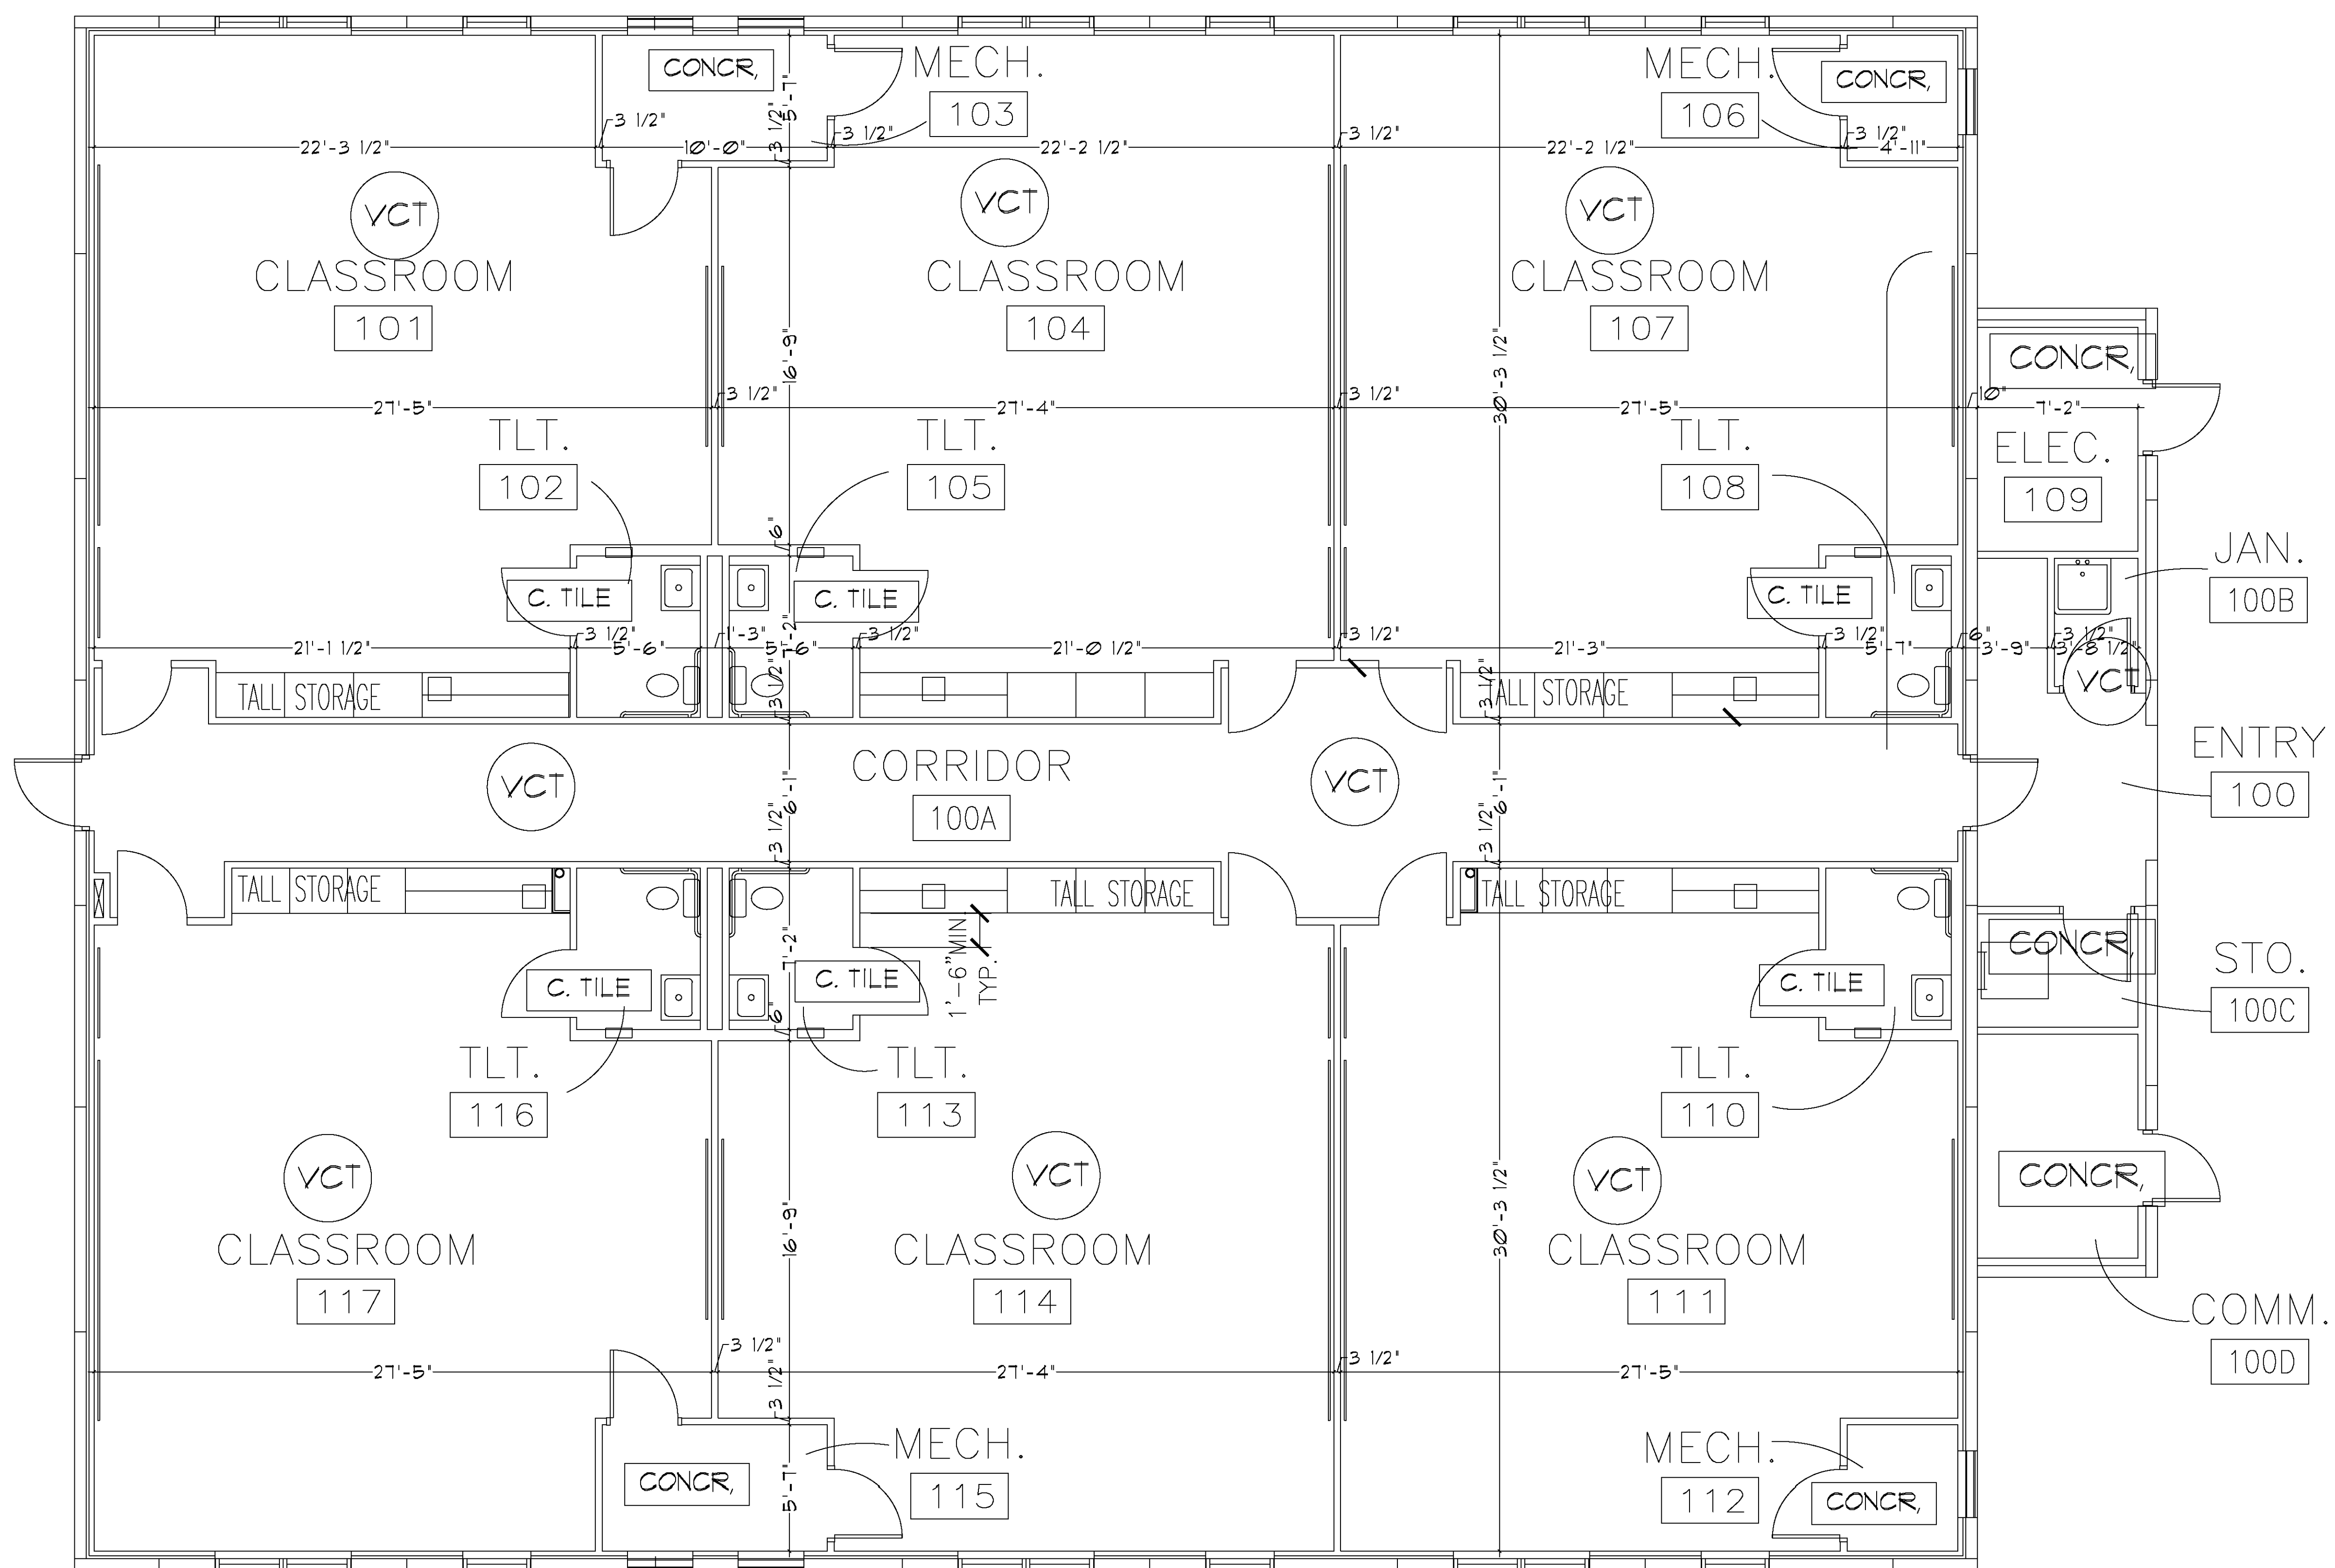 CONCR,
MECH.
103
5'-7"
3 1/2"
MECH.
106
CONCR,
3 1/2"
3 1/2"
3 1/2"
3 1/2"
22'-3 1/2"
10'-0"
22'-2 1/2"
22'-2 1/2"
4'-11"
VCT
CLASSROOM
101
VCT
CLASSROOM
104
VCT
CLASSROOM
107
16'-9"
30'-3 1/2"
CONCR,
3 1/2"
3 1/2"
10"
27'-5"
27'-4"
27'-5"
7'-2"
TLT.
102
TLT.
105
TLT.
108
ELEC.
109
6"
JAN.
100B
C. TILE
C. TILE
C. TILE
3 1/2"
1'-3"
7'-2"
3 1/2"
3 1/2"
3 1/2"
6"
3 1/2"
21'-1 1/2"
5'-6"
5'-6"
21'-0 1/2"
21'-3"
5'-7"
3'-9"
3'-8 1/2"
VCT
TALL STORAGE
3 1/2"
3 1/2"
TALL STORAGE
ENTRY
100
VCT
CORRIDOR
100A
6'-1"
3 1/2"
VCT
6'-1"
3 1/2"
TALL STORAGE
TALL STORAGE
TALL STORAGE
1'-6"MIN
TYP.
7'-2"
CONCR,
STO.
100C
C. TILE
C. TILE
C. TILE
6"
TLT.
116
TLT.
113
TLT.
110
VCT
CLASSROOM
117
VCT
CLASSROOM
114
VCT
CLASSROOM
111
16'-9"
30'-3 1/2"
CONCR,
COMM.
100D
3 1/2"
3 1/2"
3 1/2"
27'-5"
27'-4"
27'-5"
MECH.
115
MECH.
112
CONCR,
5'-7"
CONCR,